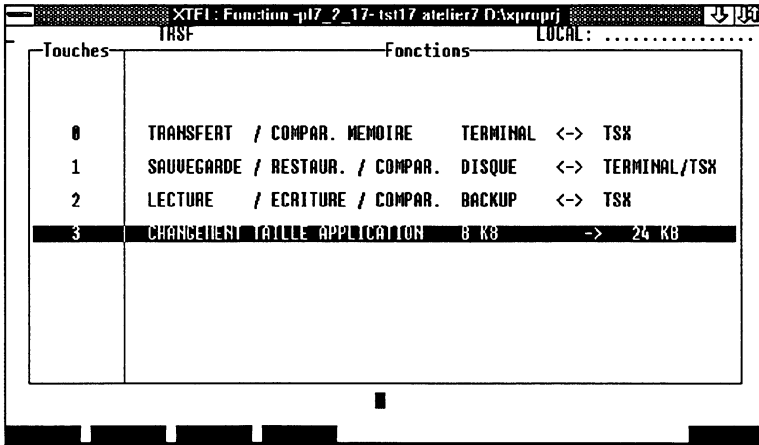 XTEL: Fonction -pl7_2_17- tst17 atelier7 D:\xproprj
TRSF LOCAL: ................
Touches Fonctions
0 TRANSFERT / COMPAR. MEMOIRE TERMINAL <-> TSX
1 SAUVEGARDE / RESTAUR. / COMPAR. DISQUE <-> TERMINAL/TSX
2 LECTURE / ECRITURE / COMPAR. BACKUP <-> TSX
3 CHANGEMENT TAILLE APPLICATION 8 K8 -> 24 KB